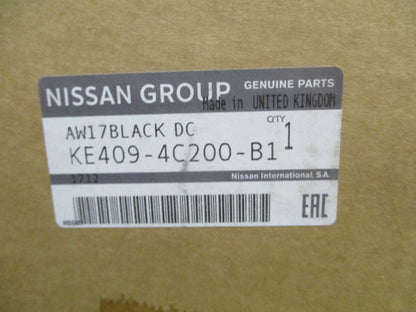 NISSAN GROUP GENUINE PARTS
Made in UNITED KINGDOM
AW17BLACK DC
QTY
KE409-4C200-B1 1
1712
Nissan International S.A.
EAC